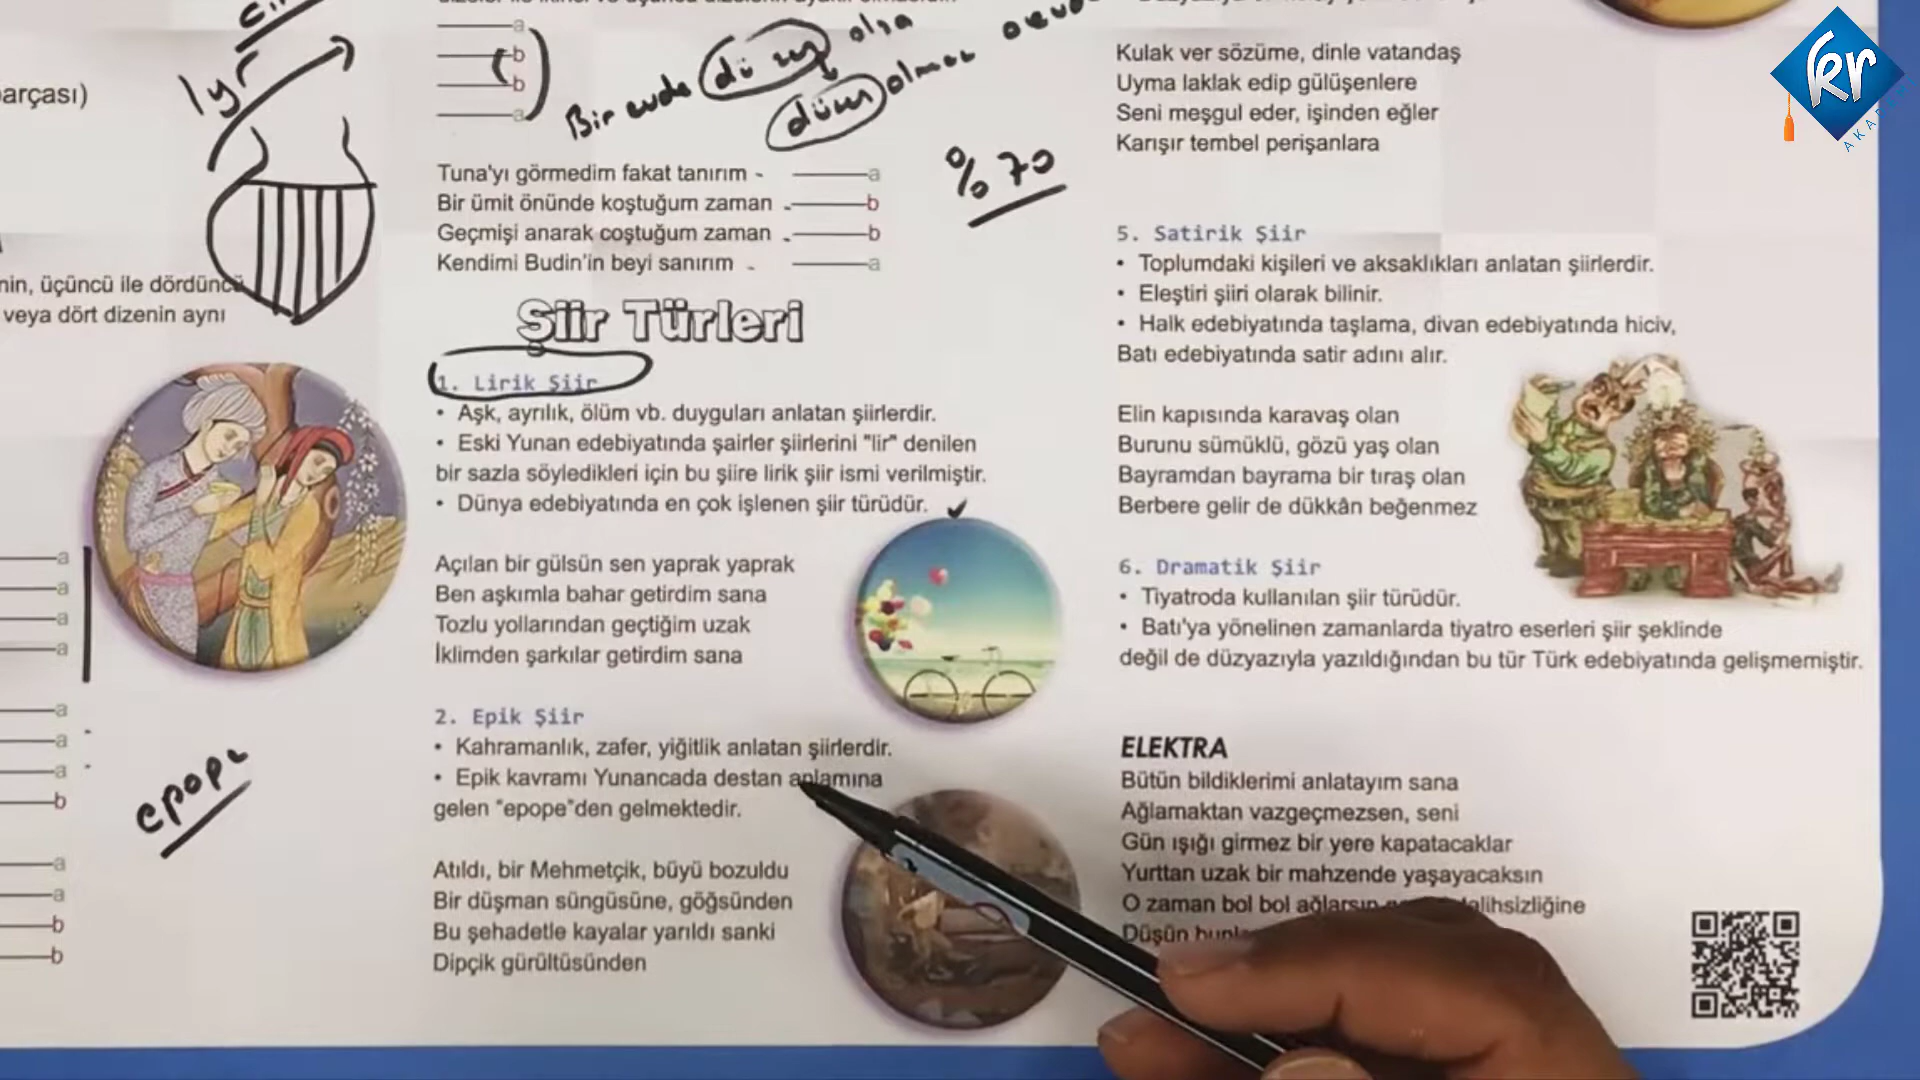 lyr
arçası)
nin, üçüncü ile dördüncü
veya dört dizenin aynı
a
a
a
a
a
a
a
b
epope
a
a
b
b
a
b
b
a
Bir evde düzen olsa
düzen olmaz
% 70
Tuna'yı görmedim fakat tanırım - a
Bir ümit önünde koştuğum zaman - b
Geçmişi anarak coştuğum zaman - b
Kendimi Budin'in beyi sanırım - a
Şiir Türleri
1. Lirik Şiir
• Aşk, ayrılık, ölüm vb. duyguları anlatan şiirlerdir.
• Eski Yunan edebiyatında şairler şiirlerini "lir" denilen
bir sazla söyledikleri için bu şiire lirik şiir ismi verilmiştir.
• Dünya edebiyatında en çok işlenen şiir türüdür.
Açılan bir gülsün sen yaprak yaprak
Ben aşkımla bahar getirdim sana
Tozlu yollarından geçtiğim uzak
İklimden şarkılar getirdim sana
2. Epik Şiir
• Kahramanlık, zafer, yiğitlik anlatan şiirlerdir.
• Epik kavramı Yunancada destan anlamına
gelen "epope"den gelmektedir.
Atıldı, bir Mehmetçik, büyü bozuldu
Bir düşman süngüsüne, göğsünden
Bu şehadetle kayalar yarıldı sanki
Dipçik gürültüsünden
Kulak ver sözüme, dinle vatandaş
Uyma laklak edip gülüşenlere
Seni meşgul eder, işinden eğler
Karışır tembel perişanlara
5. Satirik Şiir
• Toplumdaki kişileri ve aksaklıkları anlatan şiirlerdir.
• Eleştiri şiiri olarak bilinir.
• Halk edebiyatında taşlama, divan edebiyatında hiciv,
Batı edebiyatında satir adını alır.
Elin kapısında karavaş olan
Burunu sümüklü, gözü yaş olan
Bayramdan bayrama bir tıraş olan
Berbere gelir de dükkân beğenmez
6. Dramatik Şiir
• Tiyatroda kullanılan şiir türüdür.
• Batı'ya yönelinen zamanlarda tiyatro eserleri şiir şeklinde
değil de düzyazıyla yazıldığından bu tür Türk edebiyatında gelişmemiştir.
ELEKTRA
Bütün bildiklerimi anlatayım sana
Ağlamaktan vazgeçmezsen, seni
Gün ışığı girmez bir yere kapatacaklar
Yurttan uzak bir mahzende yaşayacaksın
O zaman bol bol ağlarsın
Düşün
kr